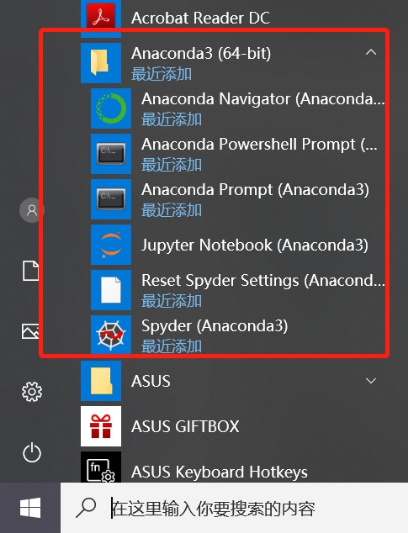 Acrobat Reader DC
Anaconda3 (64-bit)
最近添加
Anaconda Navigator (Anaconda...
最近添加
Anaconda Powershell Prompt (...
最近添加
Anaconda Prompt (Anaconda3)
最近添加
Jupyter Notebook (Anaconda3)
Reset Spyder Settings (Anacond...
最近添加
Spyder (Anaconda3)
最近添加
ASUS
ASUS GIFTBOX
fn
ASUS Keyboard Hotkeys
在这里输入你要搜索的内容